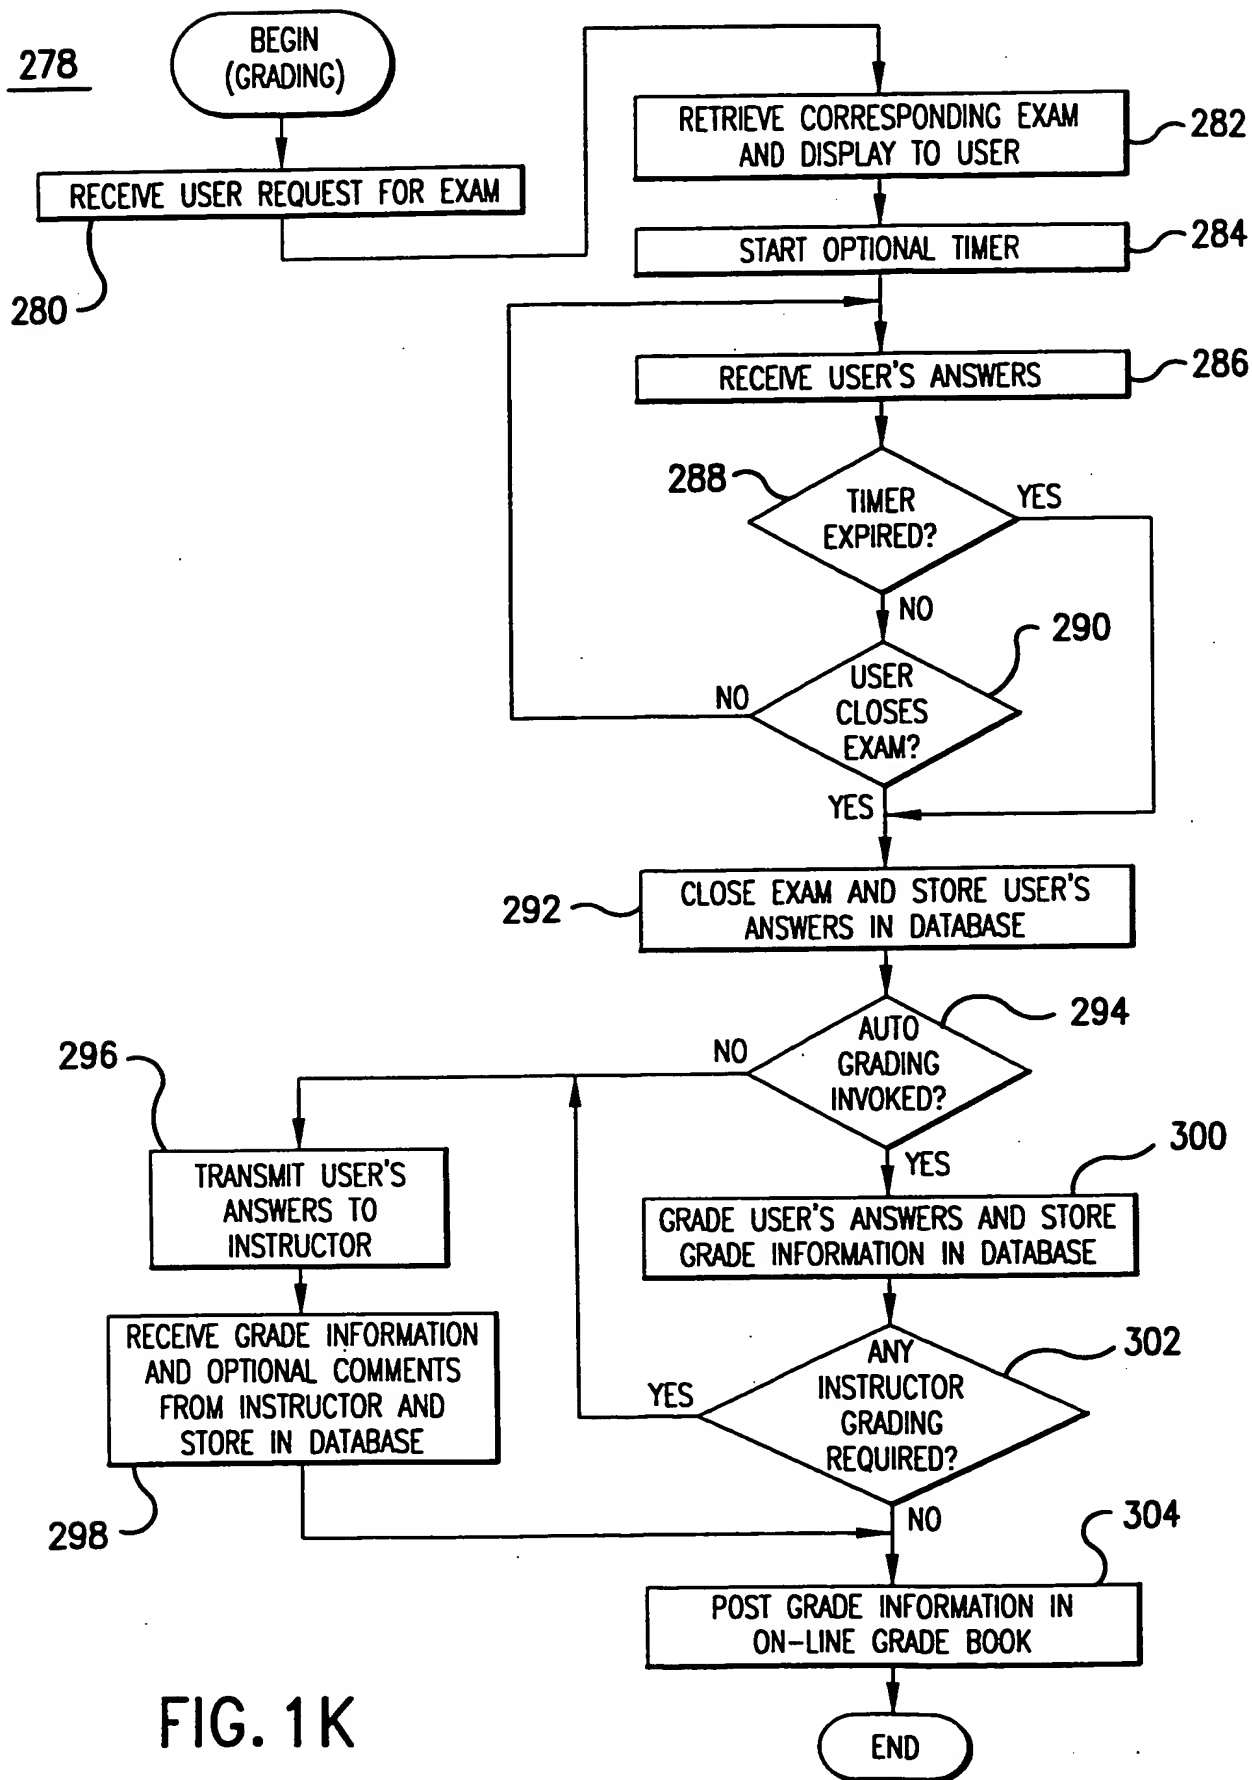 278
BEGIN
(GRADING)
RECEIVE USER REQUEST FOR EXAM
280
RETRIEVE CORRESPONDING EXAM
AND DISPLAY TO USER
282
START OPTIONAL TIMER
284
RECEIVE USER'S ANSWERS
286
288
TIMER
EXPIRED?
YES
NO
290
USER
CLOSES
EXAM?
NO
YES
292
CLOSE EXAM AND STORE USER'S
ANSWERS IN DATABASE
294
AUTO
GRADING
INVOKED?
NO
YES
296
TRANSMIT USER'S
ANSWERS TO
INSTRUCTOR
RECEIVE GRADE INFORMATION
AND OPTIONAL COMMENTS
FROM INSTRUCTOR AND
STORE IN DATABASE
298
300
GRADE USER'S ANSWERS AND STORE
GRADE INFORMATION IN DATABASE
302
ANY
INSTRUCTOR
GRADING
REQUIRED?
YES
NO
304
POST GRADE INFORMATION IN
ON-LINE GRADE BOOK
END
FIG. 1K